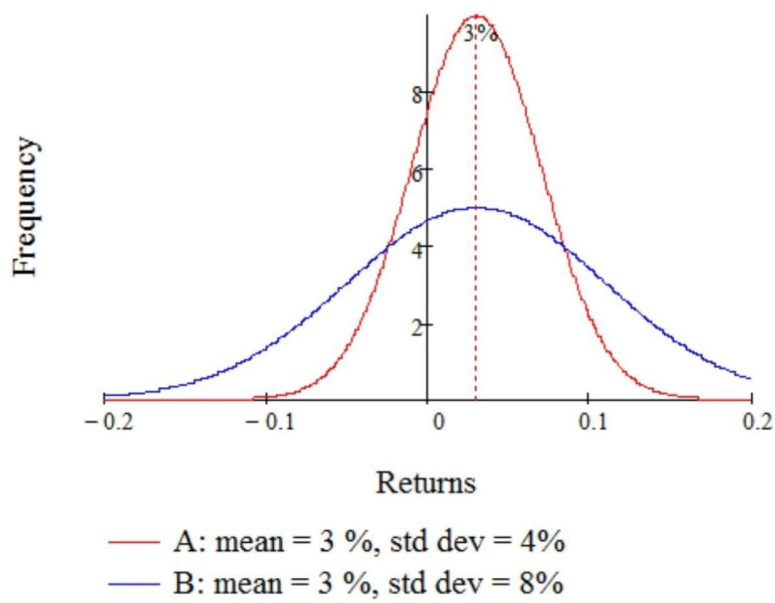 3%
8
6
4
2
Frequency
−0.2 −0.1 0 0.1 0.2
Returns
A: mean = 3 %, std dev = 4%
B: mean = 3 %, std dev = 8%